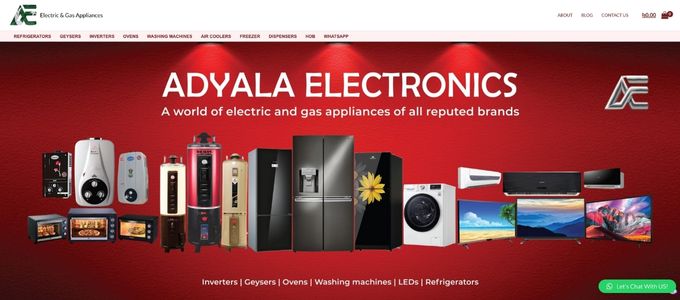 AE
Electric & Gas Appliances
ABOUT BLOG CONTACT US ₨0.00 0
REFRIGERATORS GEYSERS INVERTERS OVENS WASHING MACHINES AIR COOLERS FREEZER DISPENSERS HOB WHATSAPP
ADYALA ELECTRONICS
A world of electric and gas appliances of all reputed brands
AE
Inverters | Geysers | Ovens | Washing machines | LEDs | Refrigerators
Let's Chat With US!